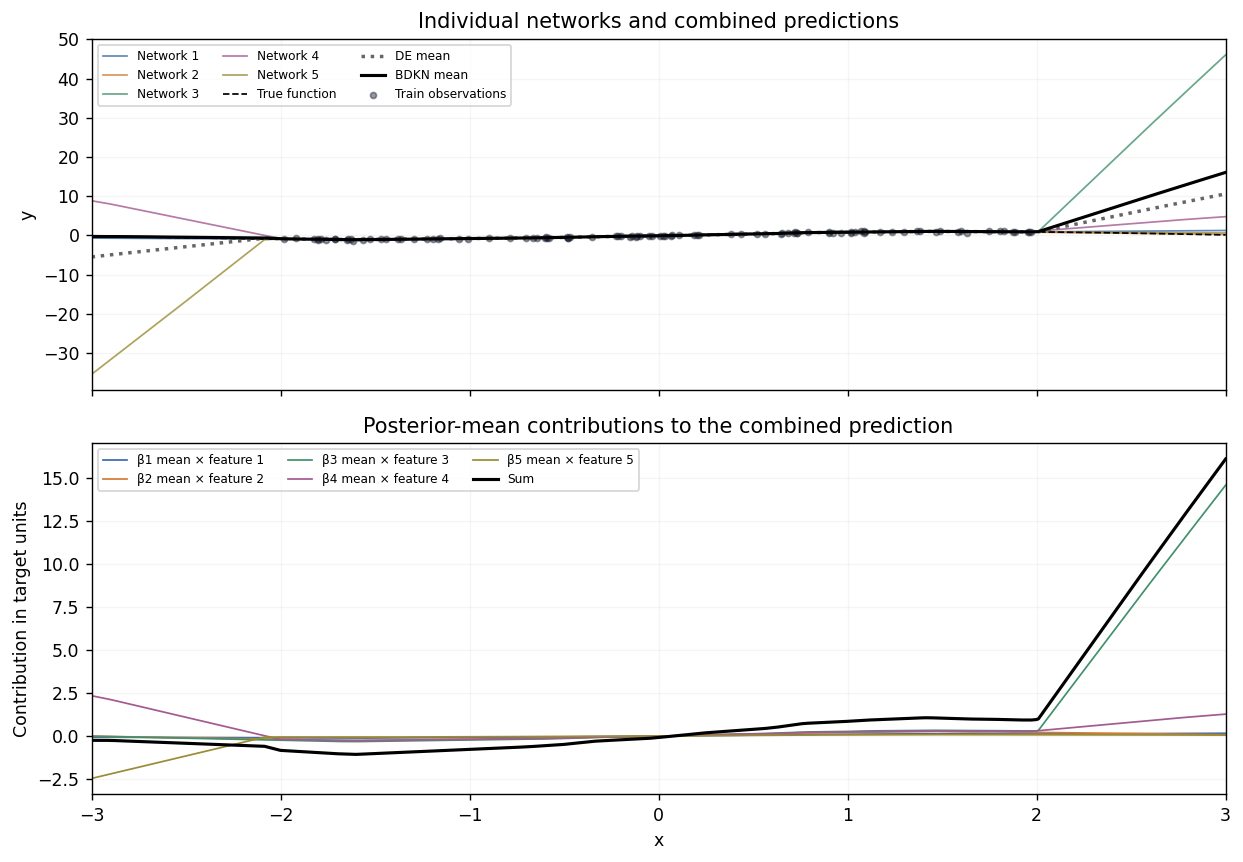 Individual networks and combined predictions
50
40
30
20
10
0
−10
−20
−30
y
Network 1
Network 2
Network 3
Network 4
Network 5
True function
DE mean
BDKN mean
Train observations
Posterior-mean contributions to the combined prediction
15.0
12.5
10.0
7.5
5.0
2.5
0.0
−2.5
Contribution in target units
β1 mean × feature 1
β2 mean × feature 2
β3 mean × feature 3
β4 mean × feature 4
β5 mean × feature 5
Sum
−3
−2
−1
0
1
2
3
x